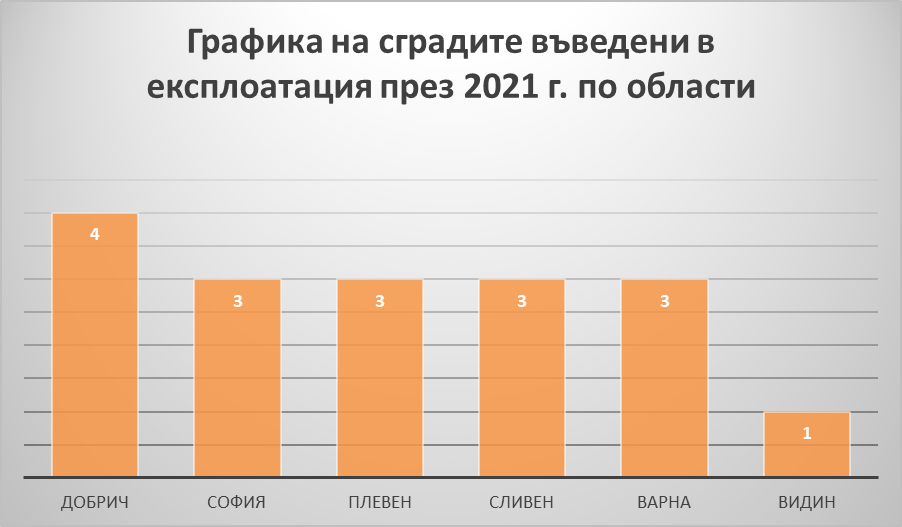 Графика на сградите въведени в
експлоатация през 2021 г. по области
4
3
3
3
3
1
ДОБРИЧ
СОФИЯ
ПЛЕВЕН
СЛИВЕН
ВАРНА
ВИДИН